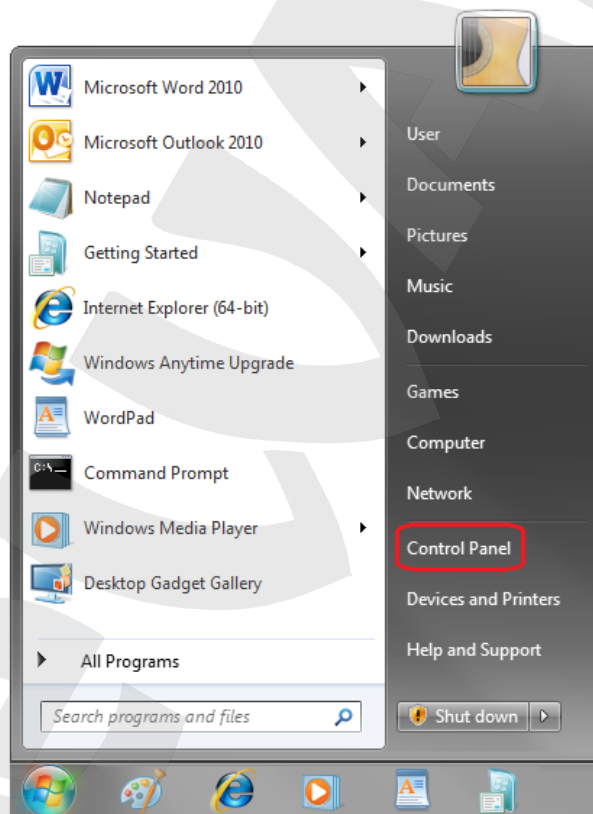 Microsoft Word 2010
Microsoft Outlook 2010
Notepad
Getting Started
Internet Explorer (64-bit)
Windows Anytime Upgrade
WordPad
C:\
Command Prompt
Windows Media Player
Desktop Gadget Gallery
All Programs
Search programs and files
User
Documents
Pictures
Music
Downloads
Games
Computer
Network
Control Panel
Devices and Printers
Help and Support
Shut down